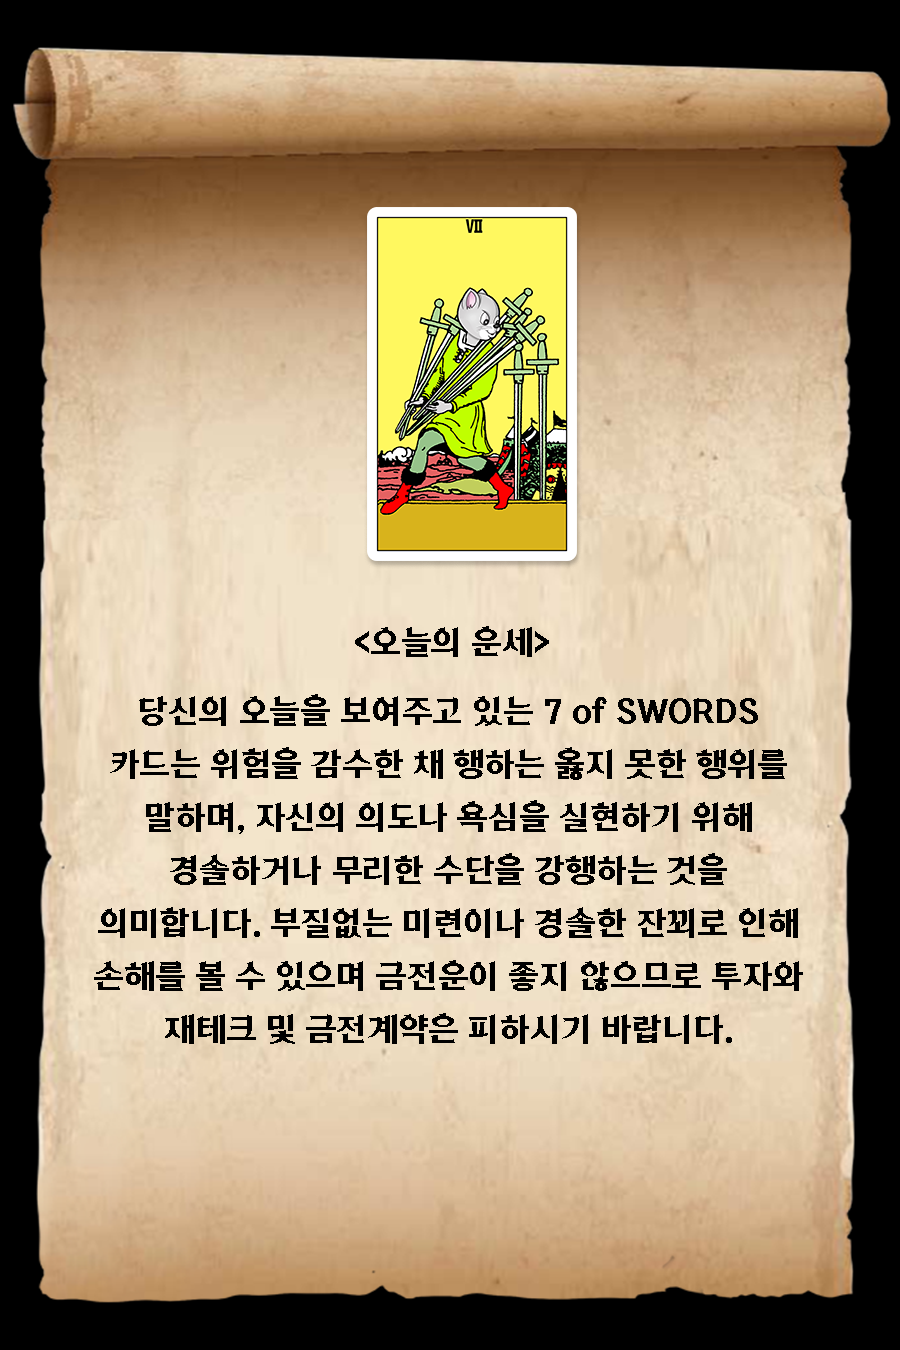 VII
<오늘의 운세>
당신의 오늘을 보여주고 있는 7 of SWORDS
카드는 위험을 감수한 채 행하는 옳지 못한 행위를
말하며, 자신의 의도나 욕심을 실현하기 위해
경솔하거나 무리한 수단을 강행하는 것을
의미합니다. 부질없는 미련이나 경솔한 잔꾀로 인해
손해를 볼 수 있으며 금전운이 좋지 않으므로 투자와
재테크 및 금전계약은 피하시기 바랍니다.